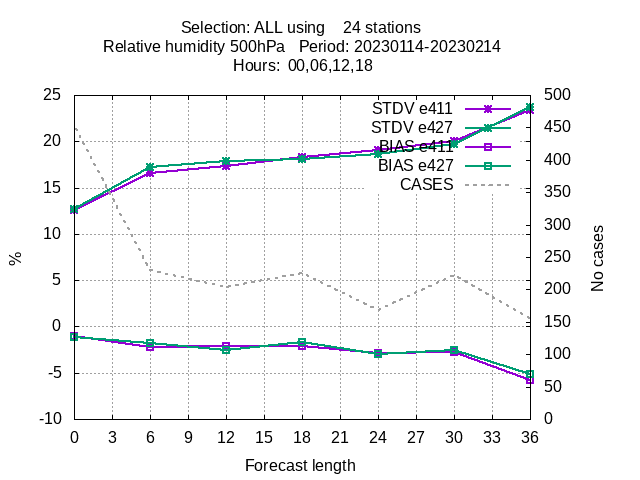 Selection: ALL using 24 stations
Relative humidity 500hPa Period: 20230114-20230214
Hours: 00,06,12,18
25
20
15
10
5
0
-5
-10
%
STDV e411
STDV e427
BIAS e411
BIAS e427
CASES
500
450
400
350
300
250
200
150
100
50
0
No cases
0 3 6 9 12 15 18 21 24 27 30 33 36
Forecast length